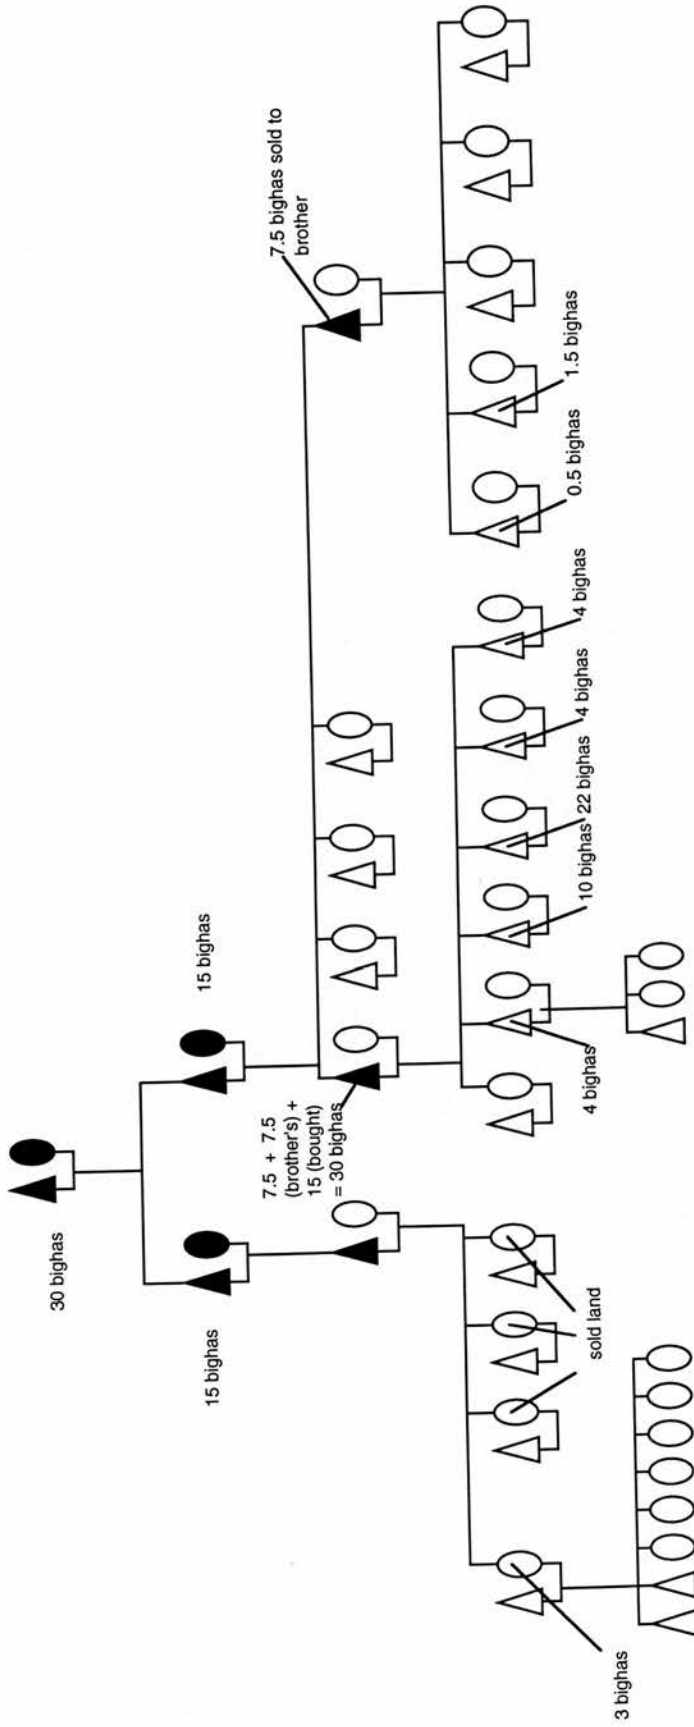 30 bighas
15 bighas
15 bighas
7.5 + 7.5
(brother's) +
15 (bought)
= 30 bighas
7.5 bighas sold to
brother
3 bighas
sold land
4 bighas
10 bighas
22 bighas
4 bighas
4 bighas
0.5 bighas
1.5 bighas